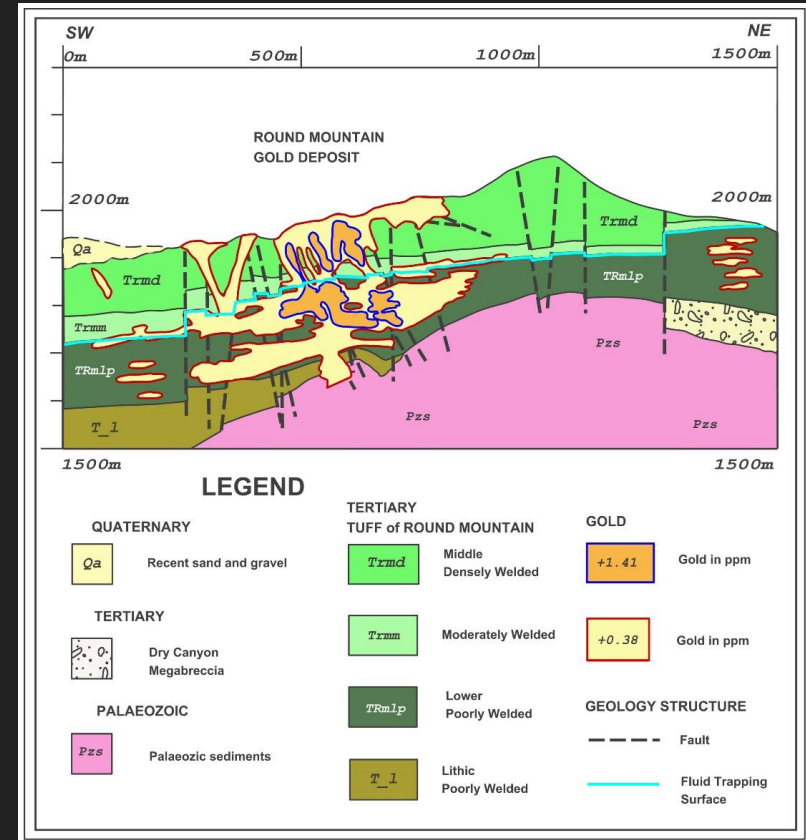 SW NE
0m 500m 1000m 1500m
ROUND MOUNTAIN
GOLD DEPOSIT
2000m 2000m
Qa
Trmd
Trmd
TRmlp
Trmm
Pzs
TRmlp
Pzs
Pzs
T_l
1500m 1500m
LEGEND
QUATERNARY
Qa Recent sand and gravel
TERTIARY
Dry Canyon
Megabreccia
PALAEOZOIC
Pzs Palaeozic sediments
TERTIARY
TUFF of ROUND MOUNTAIN
Trmd Middle
Densely Welded
Trmm Moderately Welded
TRmlp Lower
Poorly Welded
T_l Lithic
Poorly Welded
GOLD
+1.41 Gold in ppm
+0.38 Gold in ppm
GEOLOGY STRUCTURE
Fault
Fluid Trapping
Surface